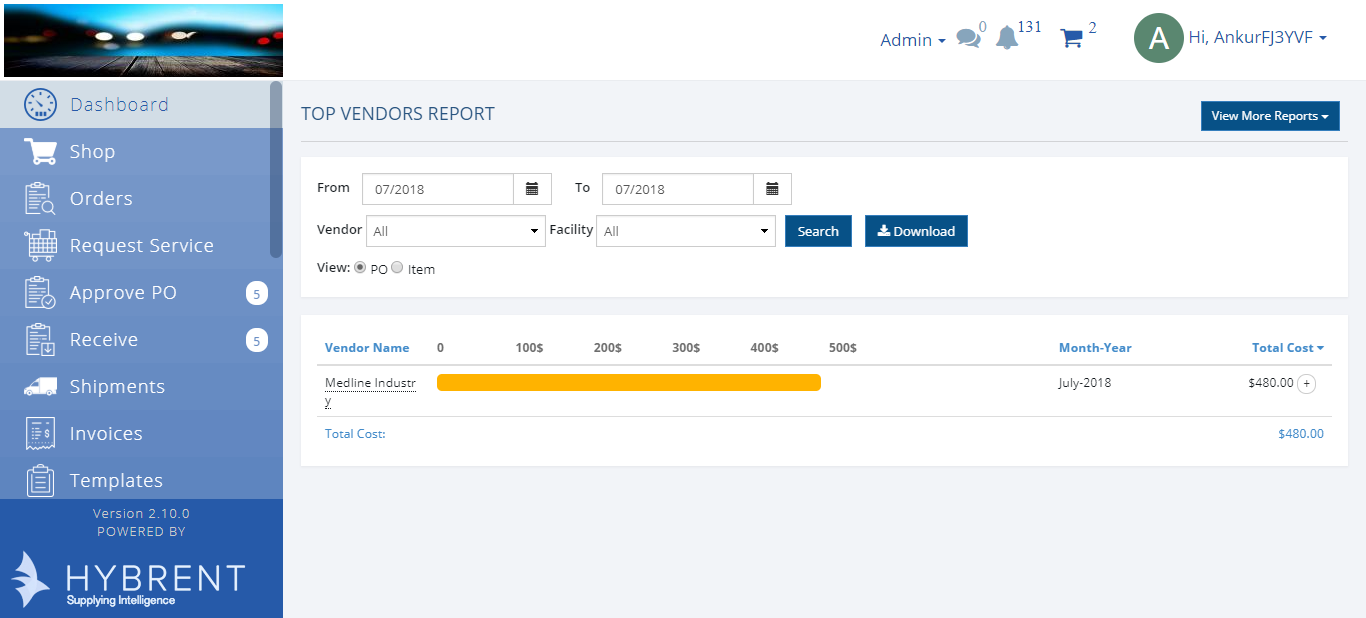 Admin 0 131 2 A Hi, AnkurFJ3YVF
Dashboard
Shop
Orders
Request Service
Approve PO 5
Receive 5
Shipments
Invoices
Templates
Version 2.10.0
POWERED BY
HYBRENT
Supplying Intelligence
TOP VENDORS REPORT View More Reports
From 07/2018 To 07/2018
Vendor All Facility All Search Download
View: PO Item
Vendor Name 0 100$ 200$ 300$ 400$ 500$ Month-Year Total Cost
Medline Industr July-2018 $480.00 +
y
Total Cost: $480.00